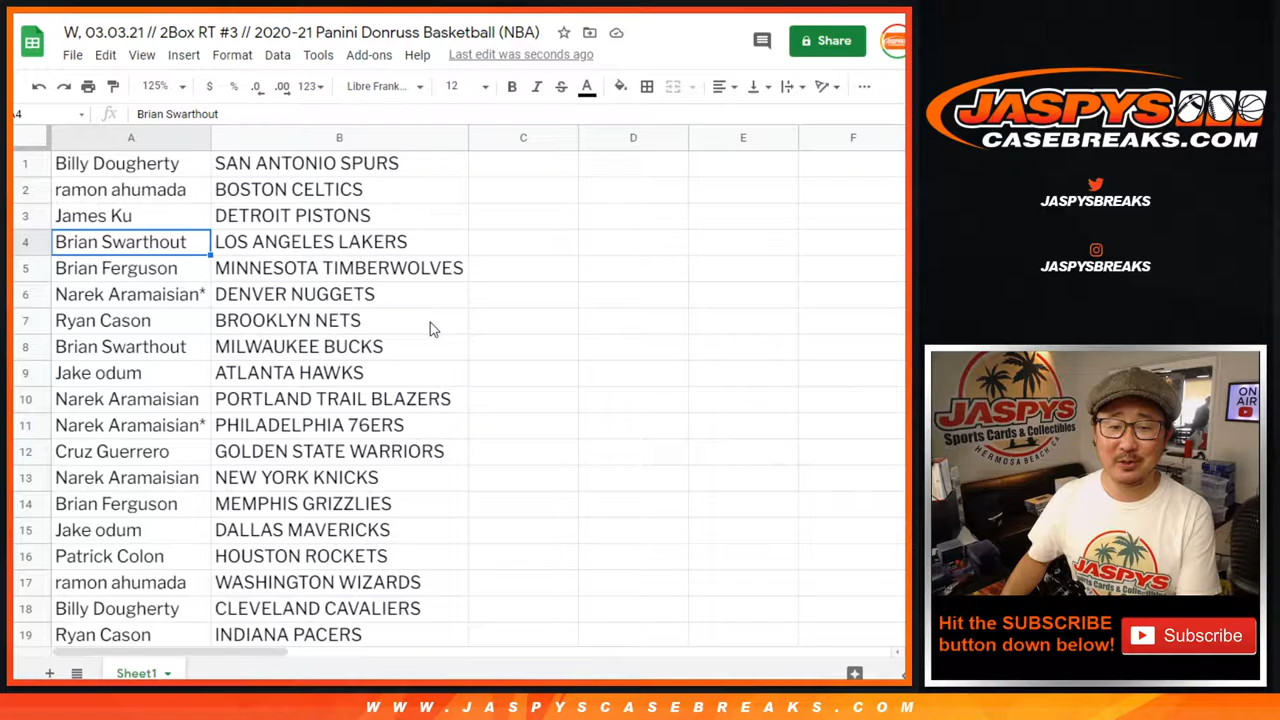 W, 03.03.21 // 2Box RT #3 // 2020-21 Panini Donruss Basketball (NBA)
File Edit View Insert Format Data Tools Add-ons Help Last edit was seconds ago
Share
125% $ % .0 .00 123 Libre Frank... 12 B I S A
fx Brian Swarthout
A B C D E F
1 Billy Dougherty SAN ANTONIO SPURS
2 ramon ahumada BOSTON CELTICS
3 James Ku DETROIT PISTONS
4 Brian Swarthout LOS ANGELES LAKERS
5 Brian Ferguson MINNESOTA TIMBERWOLVES
6 Narek Aramaisian* DENVER NUGGETS
7 Ryan Cason BROOKLYN NETS
8 Brian Swarthout MILWAUKEE BUCKS
9 Jake odum ATLANTA HAWKS
10 Narek Aramaisian PORTLAND TRAIL BLAZERS
11 Narek Aramaisian* PHILADELPHIA 76ERS
12 Cruz Guerrero GOLDEN STATE WARRIORS
13 Narek Aramaisian NEW YORK KNICKS
14 Brian Ferguson MEMPHIS GRIZZLIES
15 Jake odum DALLAS MAVERICKS
16 Patrick Colon HOUSTON ROCKETS
17 ramon ahumada WASHINGTON WIZARDS
18 Billy Dougherty CLEVELAND CAVALIERS
19 Ryan Cason INDIANA PACERS
Sheet1
JASPYS
CASEBREAKS.COM
JASPYSBREAKS
JASPYSBREAKS
JASPYS
Sports Cards & Collectibles
HERMOSA BEACH CA
ON
AIR
JASPYS
Hit the SUBSCRIBE
button down below!
Subscribe
WWW.JASPYSCASEBREAKS.COM